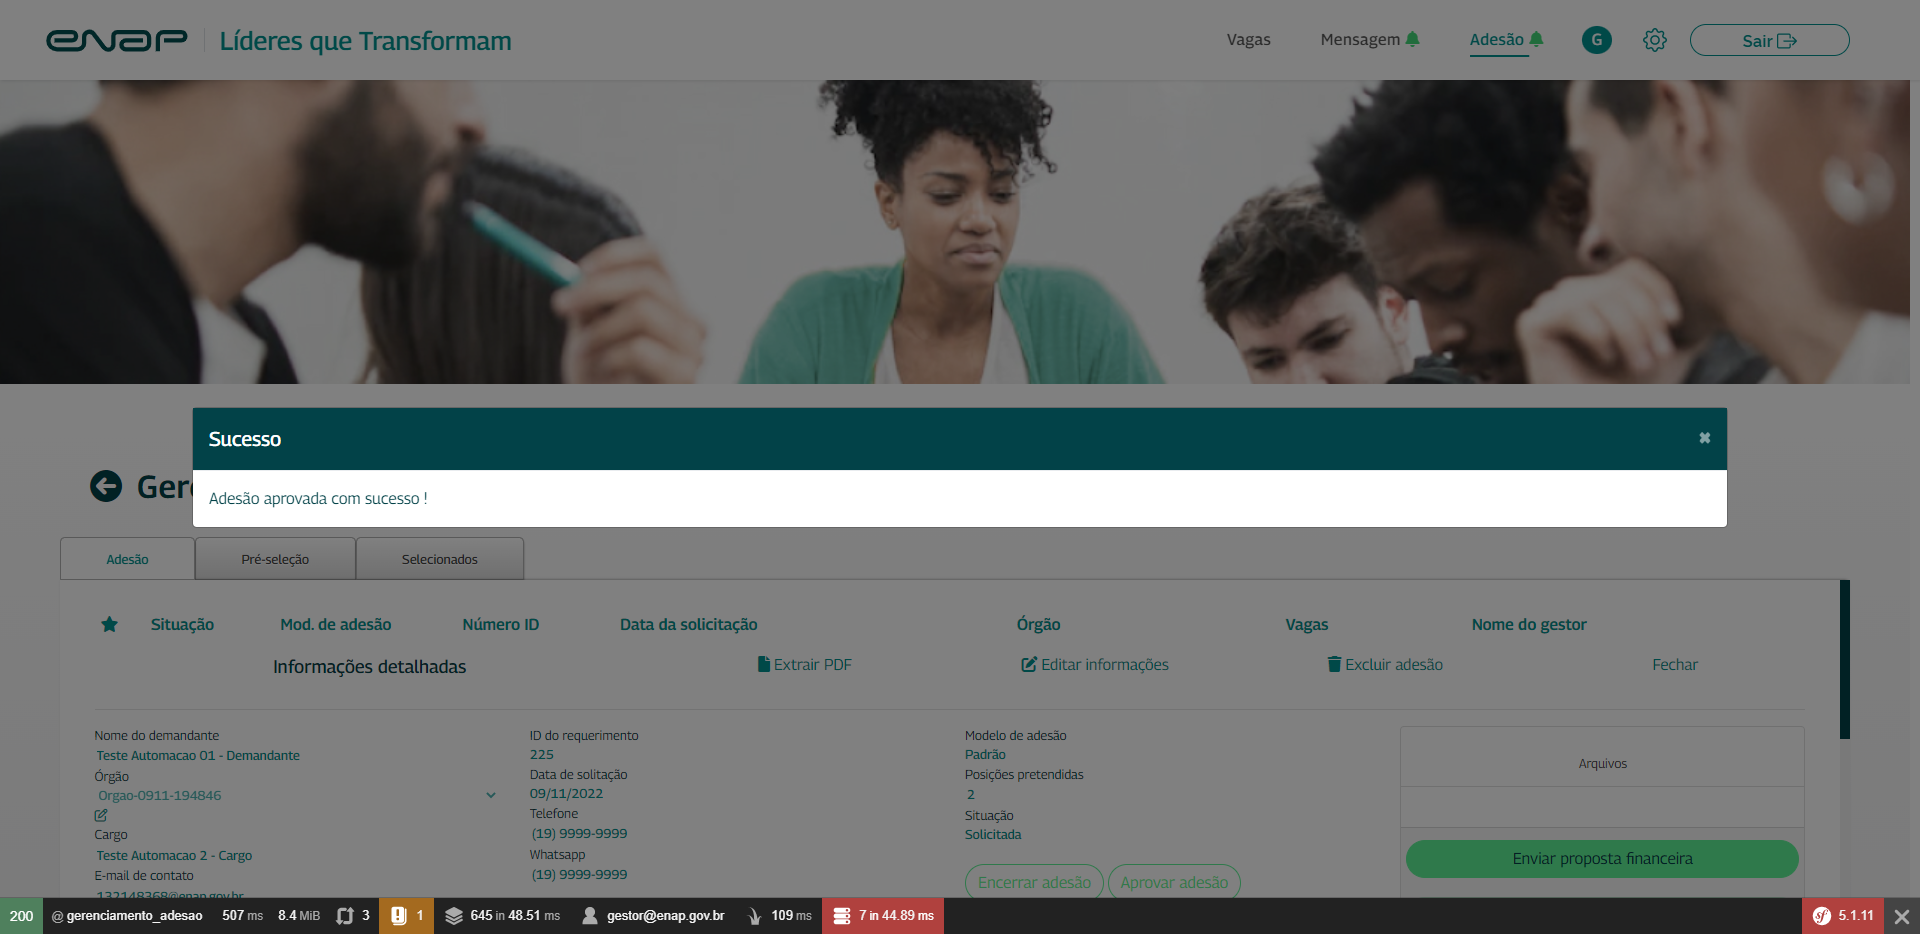 enap
Líderes que Transformam
Vagas
Mensagem
Adesão
G
Sair
Sucesso
✖
Adesão aprovada com sucesso !
Adesão
Pré-seleção
Selecionados
Situação
Mod. de adesão
Número ID
Data da solicitação
Órgão
Vagas
Nome do gestor
Informações detalhadas
Extrair PDF
Editar informações
Excluir adesão
Fechar
Nome do demandante
Teste Automacao 01 - Demandante
Órgão
Orgao-0911-194846
Cargo
Teste Automacao 2 - Cargo
E-mail de contato
132148368@enap.gov.br
ID do requerimento
225
Data de solitação
09/11/2022
Telefone
(19) 9999-9999
Whatsapp
(19) 9999-9999
Modelo de adesão
Padrão
Posições pretendidas
2
Situação
Solicitada
Encerrar adesão
Aprovar adesão
Arquivos
Enviar proposta financeira
200
@ gerenciamento_adesao
507 ms
8.4 MiB
3
1
645 in 48.51 ms
gestor@enap.gov.br
109 ms
7 in 44.89 ms
5.1.11